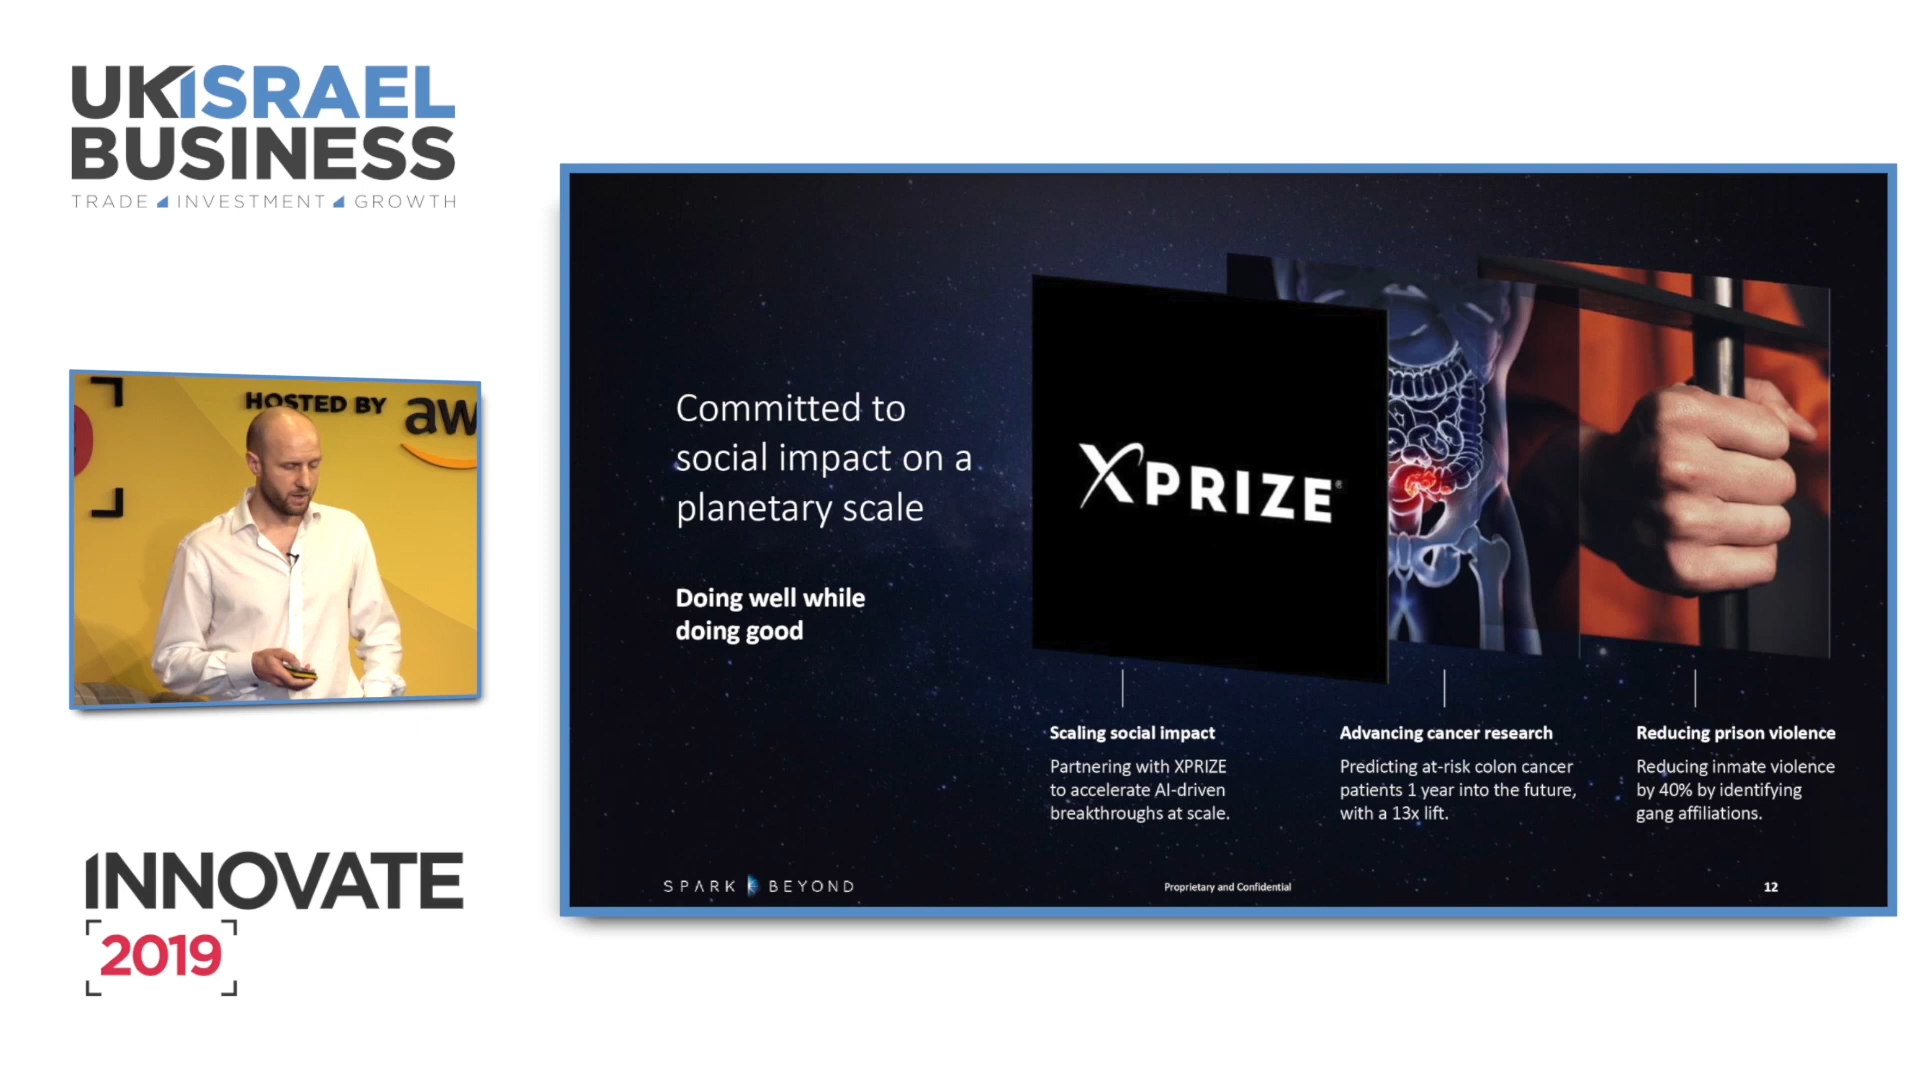 UKISRAEL
BUSINESS
TRADE INVESTMENT GROWTH
HOSTED BY aw
INNOVATE
2019
Committed to
social impact on a
planetary scale
Doing well while
doing good
XPRIZE®
Scaling social impact
Partnering with XPRIZE
to accelerate AI-driven
breakthroughs at scale.
Advancing cancer research
Predicting at-risk colon cancer
patients 1 year into the future,
with a 13x lift.
Reducing prison violence
Reducing inmate violence
by 40% by identifying
gang affiliations.
SPARK BEYOND
Proprietary and Confidential
12